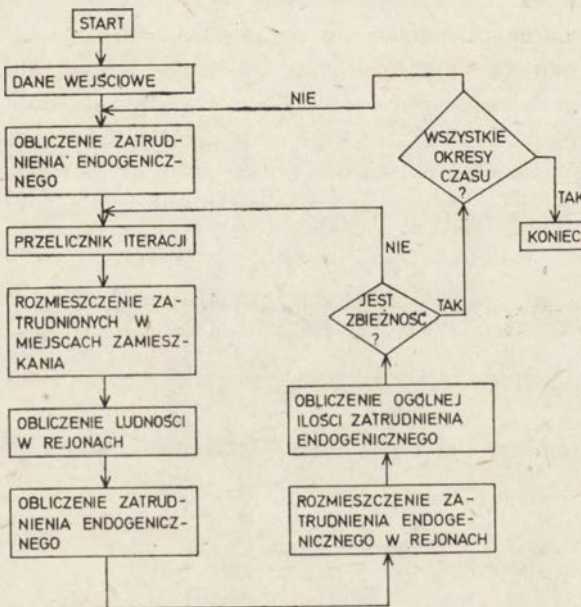 START
DANE WEJŚCIOWE
OBLICZENIE ZATRUD-
NIENIA ENDOGENICZ-
NEGO
PRZELICZNIK ITERACJI
ROZMIESZCZENIE ZA-
TRUDNIONYCH W
MIEJSCACH ZAMIESZ-
KANIA
OBLICZENIE LUDNOŚCI
W REJONACH
OBLICZENIE ZATRUD-
NIENIA ENDOGENICZ-
NEGO
ROZMIESZCZENIE ZA-
TRUDNIENIA ENDOGE-
NICZNEGO W REJONACH
OBLICZENIE OGÓLNEJ
ILOŚCI ZATRUDNIENIA
ENDOGENICZNEGO
JEST
ZBIEŻNOŚĆ
?
NIE
TAK
WSZYSTKIE
OKRESY
CZASU
?
NIE
TAK
KONIEC